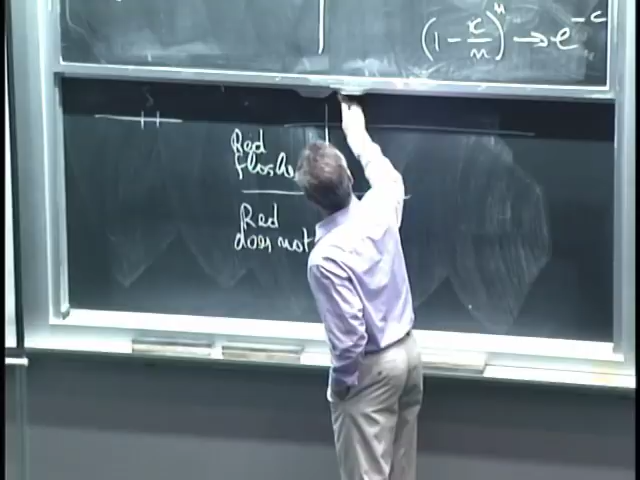 (1 - c/n)^n → e^-c
δ
Red
flashes
Red
does not